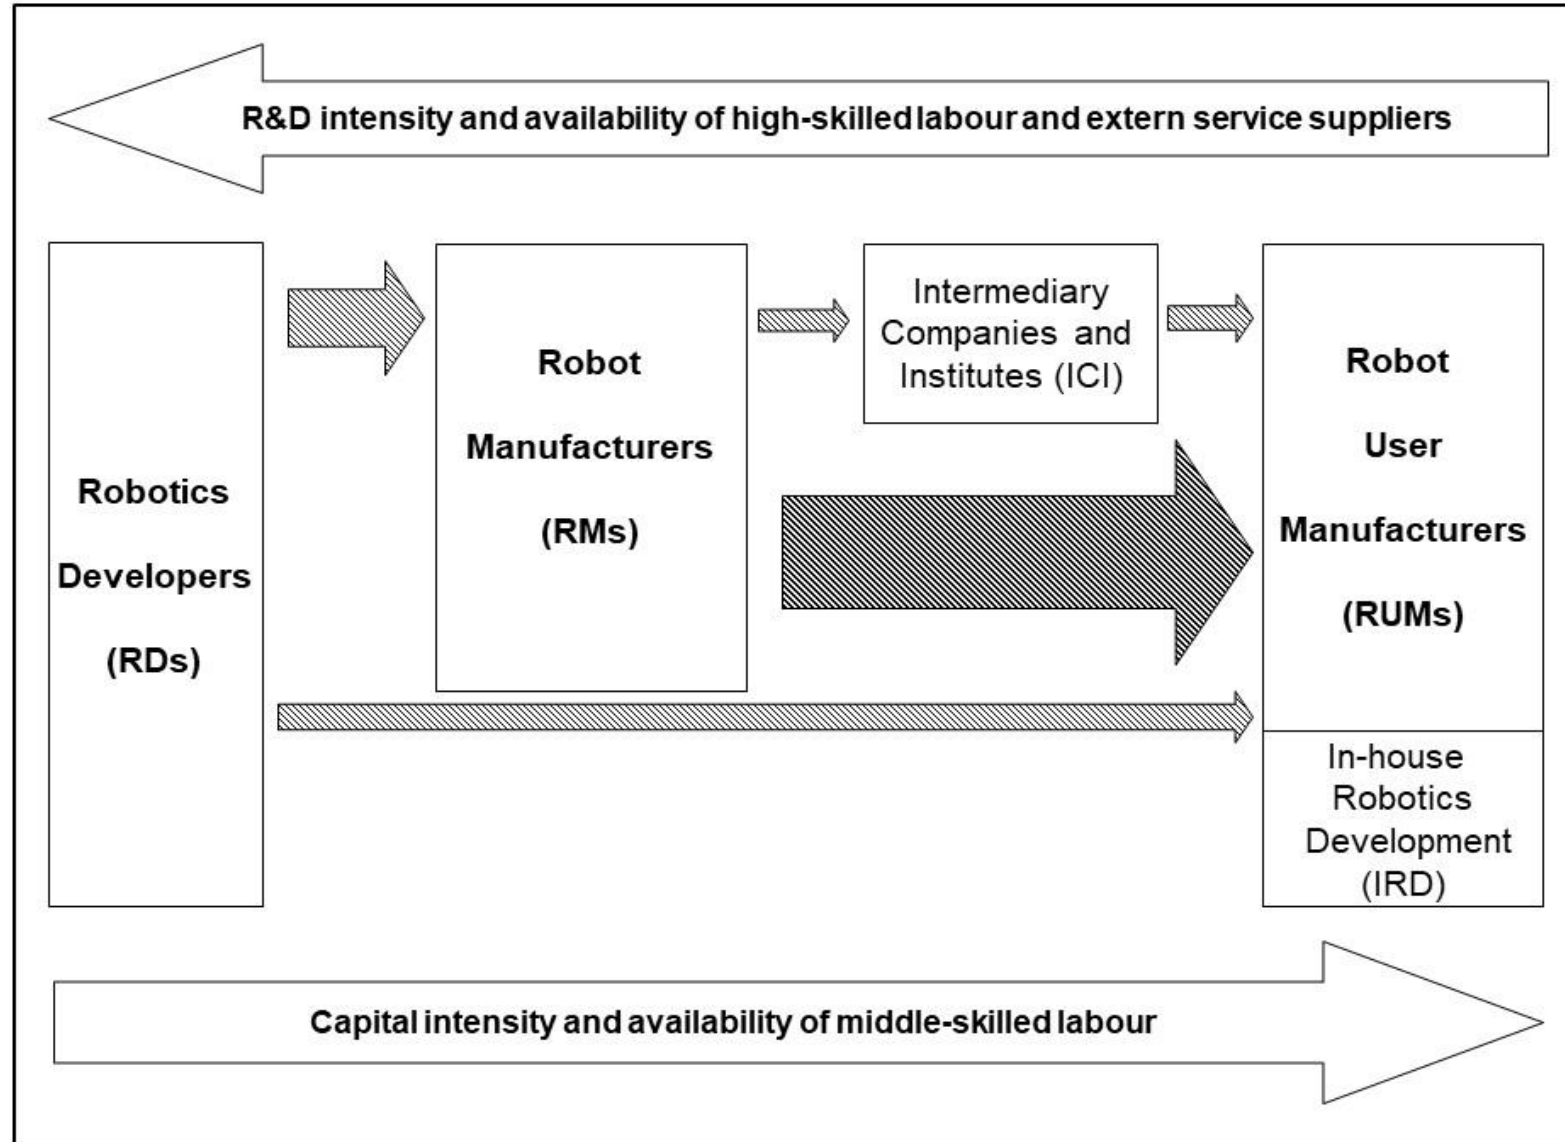 R&D intensity and availability of high-skilled labour and extern service suppliers
Robotics
Developers
(RDs)
Robot
Manufacturers
(RMs)
Intermediary
Companies and
Institutes (ICI)
Robot
User
Manufacturers
(RUMs)
In-house
Robotics
Development
(IRD)
Capital intensity and availability of middle-skilled labour